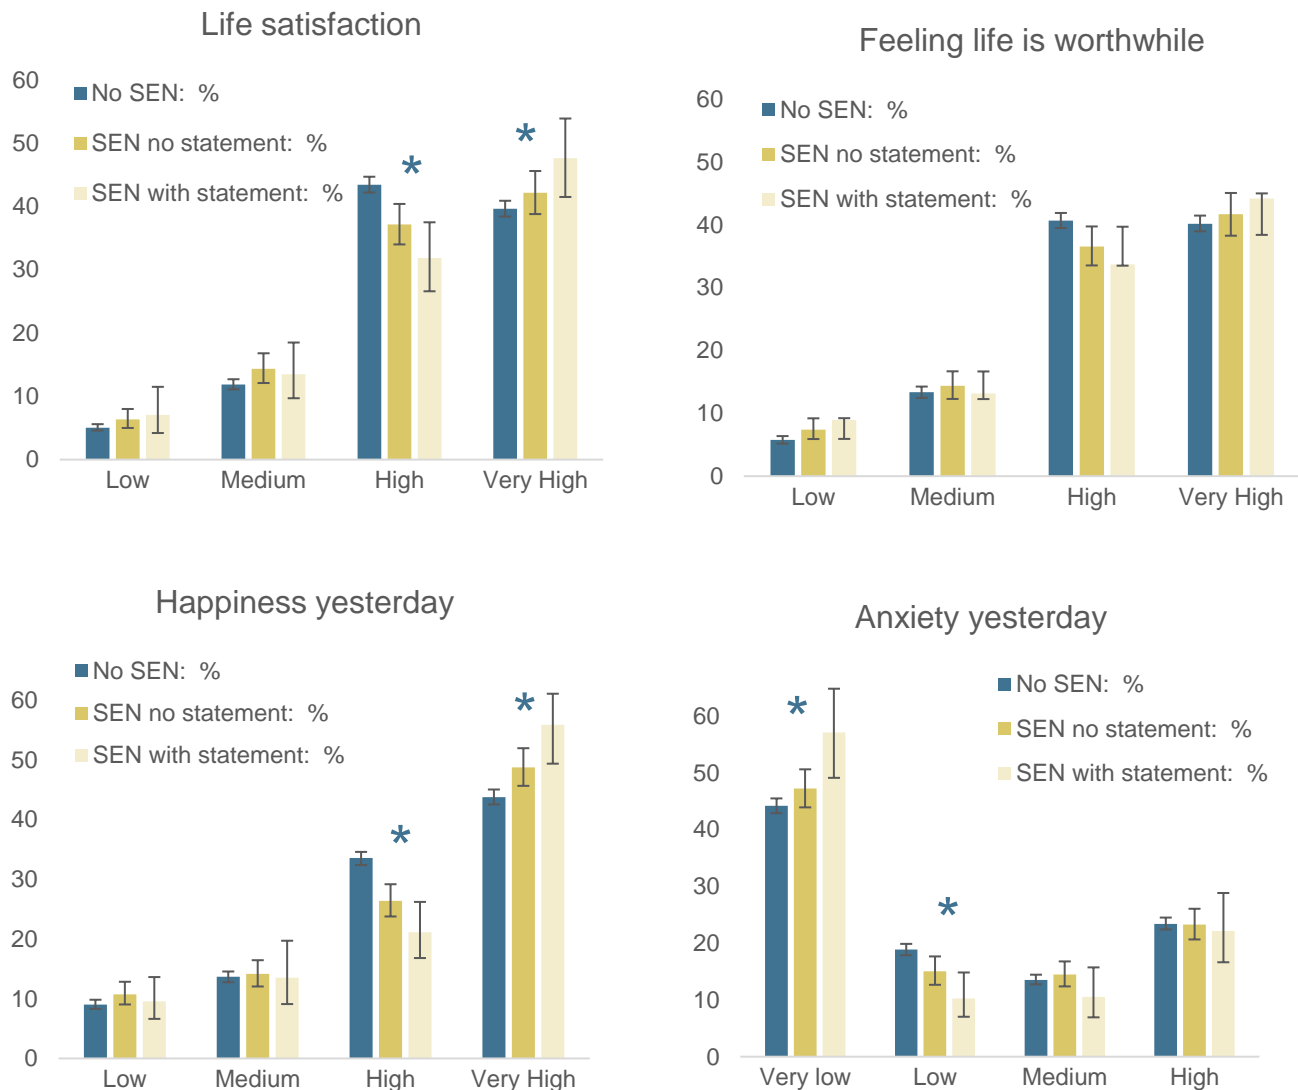 Life satisfaction
60
50
40
30
20
10
0
No SEN: %
SEN no statement: %
SEN with statement: %
*
*
Low Medium High Very High
Feeling life is worthwhile
60
50
40
30
20
10
0
No SEN: %
SEN no statement: %
SEN with statement: %
Low Medium High Very High
Happiness yesterday
60
50
40
30
20
10
0
No SEN: %
SEN no statement: %
SEN with statement: %
*
*
Low Medium High Very High
Anxiety yesterday
60
50
40
30
20
10
0
No SEN: %
SEN no statement: %
SEN with statement: %
*
*
Very low Low Medium High